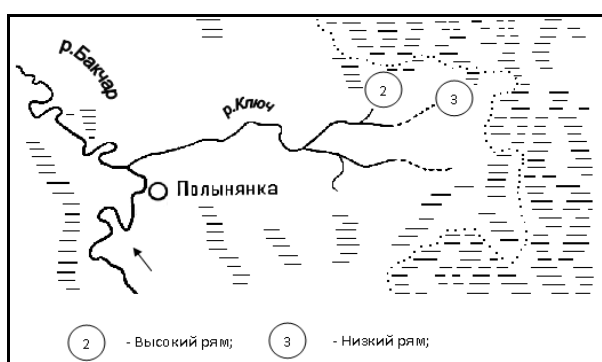 р.Бакчар
р.Ключ
2
3
Полынянка
2 - Высокий рям;
3 - Низкий рям;